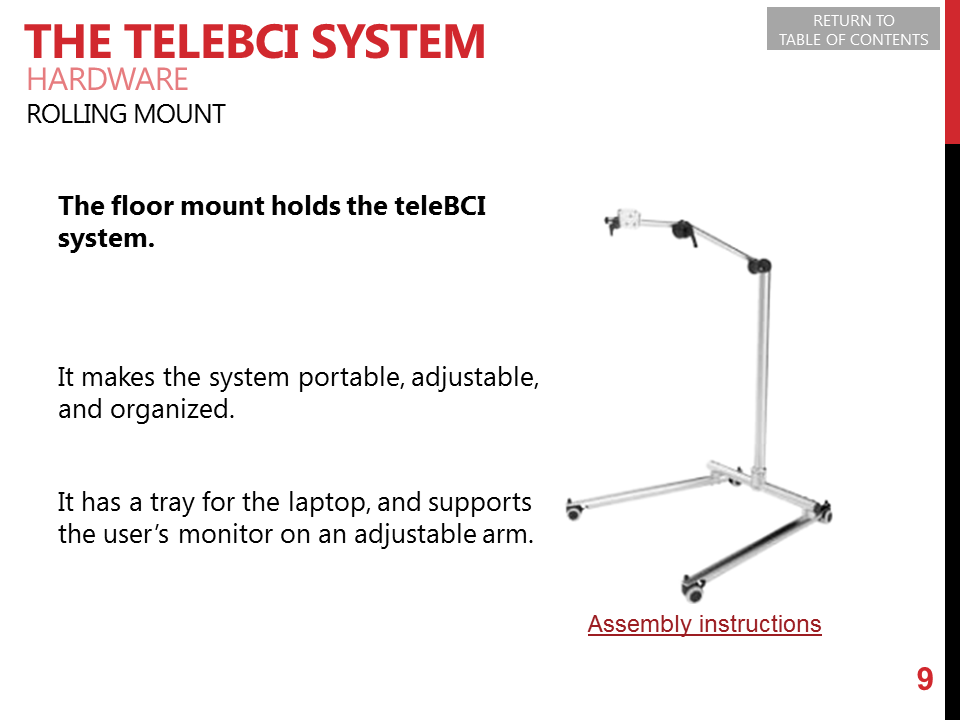 THE TELEBCI SYSTEM
HARDWARE
ROLLING MOUNT
RETURN TO
TABLE OF CONTENTS
The floor mount holds the teleBCI
system.
It makes the system portable, adjustable,
and organized.
It has a tray for the laptop, and supports
the user’s monitor on an adjustable arm.
Assembly instructions
9